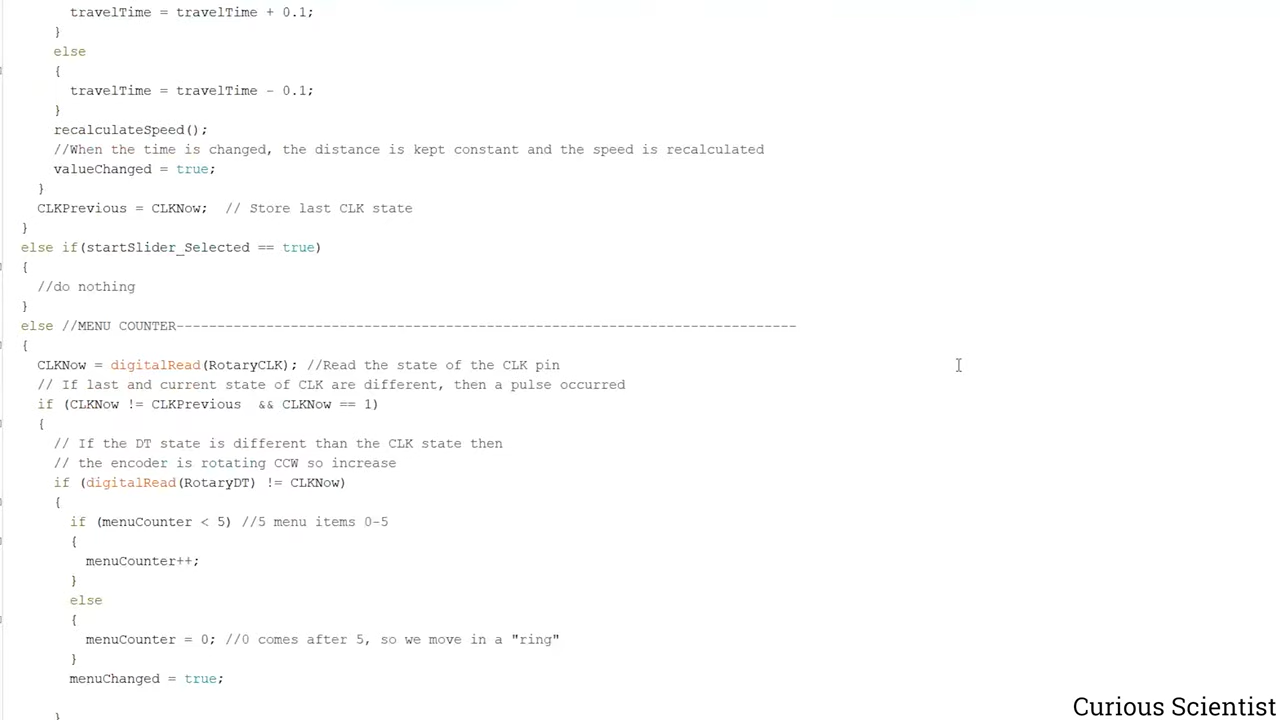 travelTime = travelTime + 0.1;
}
else
{
travelTime = travelTime - 0.1;
}
recalculateSpeed();
//When the time is changed, the distance is kept constant and the speed is recalculated
valueChanged = true;
}
CLKPrevious = CLKNow;  // Store last CLK state
}
else if(startSlider_Selected == true)
{
//do nothing
}
else //MENU COUNTER----------------------------------------------------------------------------
{
CLKNow = digitalRead(RotaryCLK); //Read the state of the CLK pin
// If last and current state of CLK are different, then a pulse occurred
if (CLKNow != CLKPrevious  && CLKNow == 1)
{
// If the DT state is different than the CLK state then
// the encoder is rotating CCW so increase
if (digitalRead(RotaryDT) != CLKNow)
{
if (menuCounter < 5) //5 menu items 0-5
{
menuCounter++;
}
else
{
menuCounter = 0; //0 comes after 5, so we move in a "ring"
}
menuChanged = true;
}
Curious Scientist